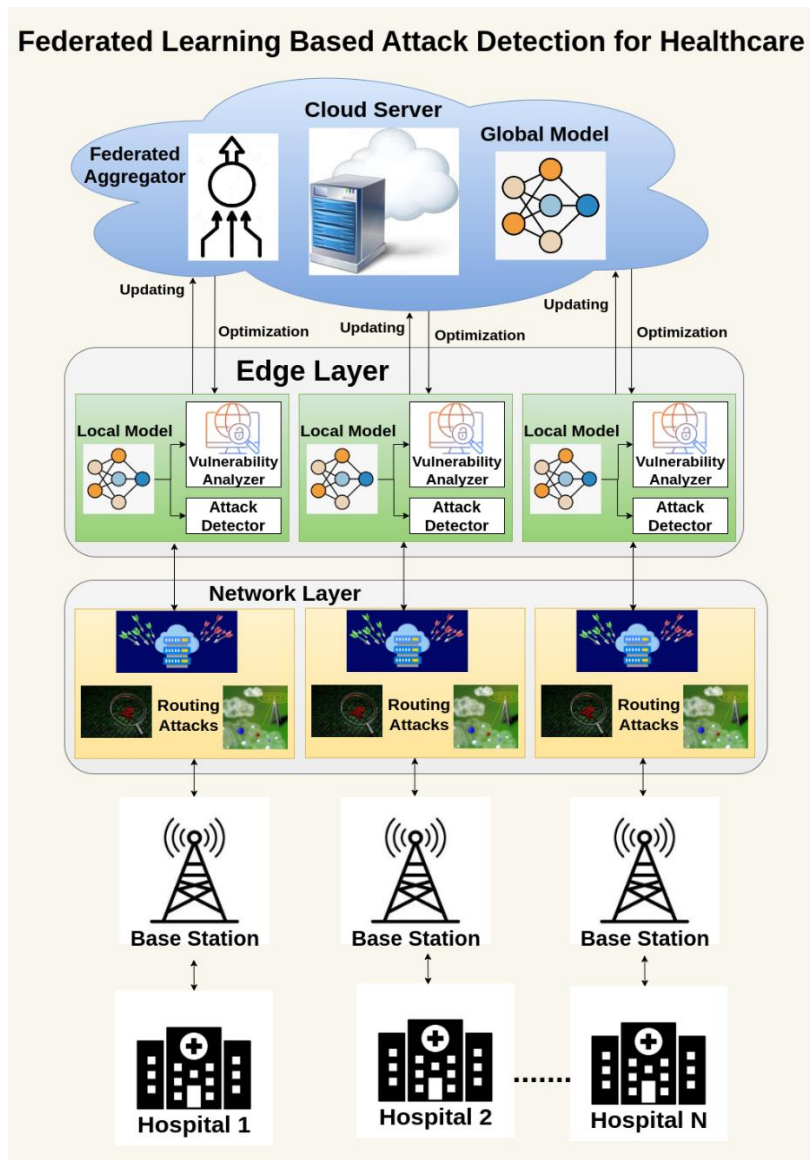 Federated Learning Based Attack Detection for Healthcare
Cloud Server
Federated
Aggregator
Global Model
Updating
Optimization
Updating
Optimization
Updating
Optimization
Edge Layer
Local Model
Vulnerability
Analyzer
Attack
Detector
Local Model
Vulnerability
Analyzer
Attack
Detector
Local Model
Vulnerability
Analyzer
Attack
Detector
Network Layer
Routing
Attacks
Routing
Attacks
Routing
Attacks
Base Station
Base Station
Base Station
Hospital 1
Hospital 2
.......
Hospital N